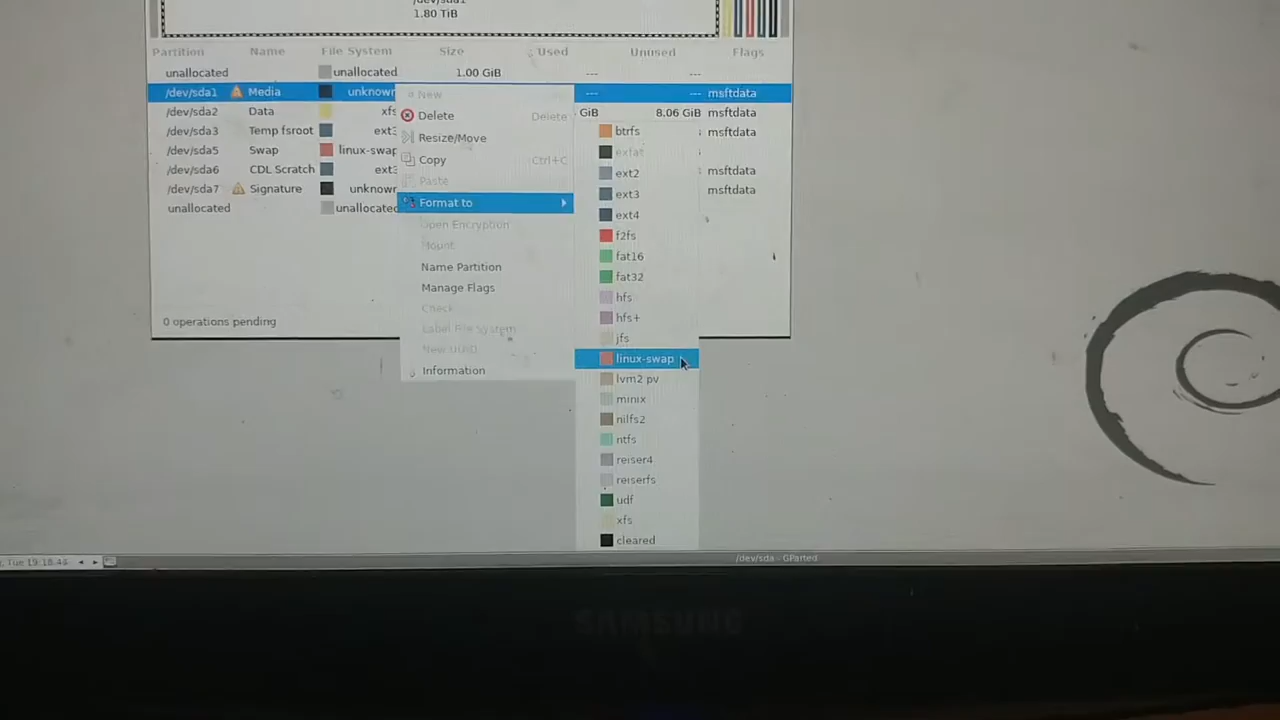 /dev/sda1
1.80 TiB
Partition Name File System Size Used Unused Flags
unallocated unallocated 1.00 GiB --- ---
/dev/sda1 Media unknown --- --- msftdata
/dev/sda2 Data xfs GiB 8.06 GiB msftdata
/dev/sda3 Temp fsroot ext3 msftdata
/dev/sda5 Swap linux-swap
/dev/sda6 CDL Scratch ext3 msftdata
/dev/sda7 Signature unknown msftdata
unallocated unallocated
0 operations pending
New
Delete Delete
Resize/Move
Copy Ctrl+C
Paste
Format to
Open Encryption
Mount
Name Partition
Manage Flags
Check
Label File System
New UUID
Information
btrfs
exfat
ext2
ext3
ext4
f2fs
fat16
fat32
hfs
hfs+
jfs
linux-swap
lvm2 pv
minix
nilfs2
ntfs
reiser4
reiserfs
udf
xfs
cleared
Tue 19:18:48
/dev/sda - GParted
SAMSUNG